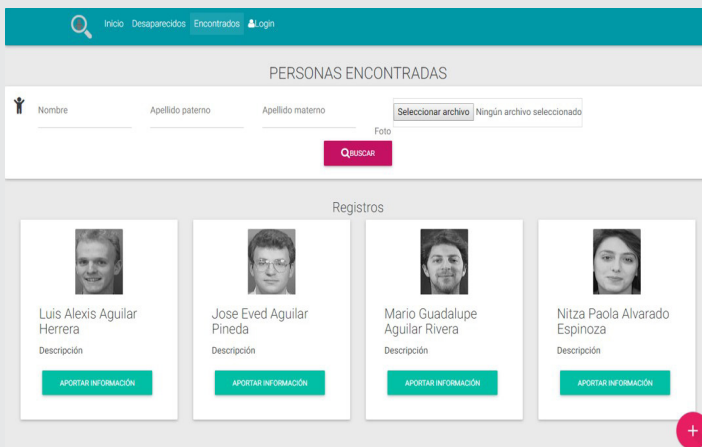 Inicio Desaparecidos Encontrados Login
PERSONAS ENCONTRADAS
Nombre Apellido paterno Apellido materno Seleccionar archivo Ningún archivo seleccionado
Foto
BUSCAR
Registros
Luis Alexis Aguilar
Herrera
Descripción
APORTAR INFORMACIÓN
Jose Eved Aguilar
Pineda
Descripción
APORTAR INFORMACIÓN
Mario Guadalupe
Aguilar Rivera
Descripción
APORTAR INFORMACIÓN
Nitza Paola Alvarado
Espinoza
Descripción
APORTAR INFORMACIÓN
+